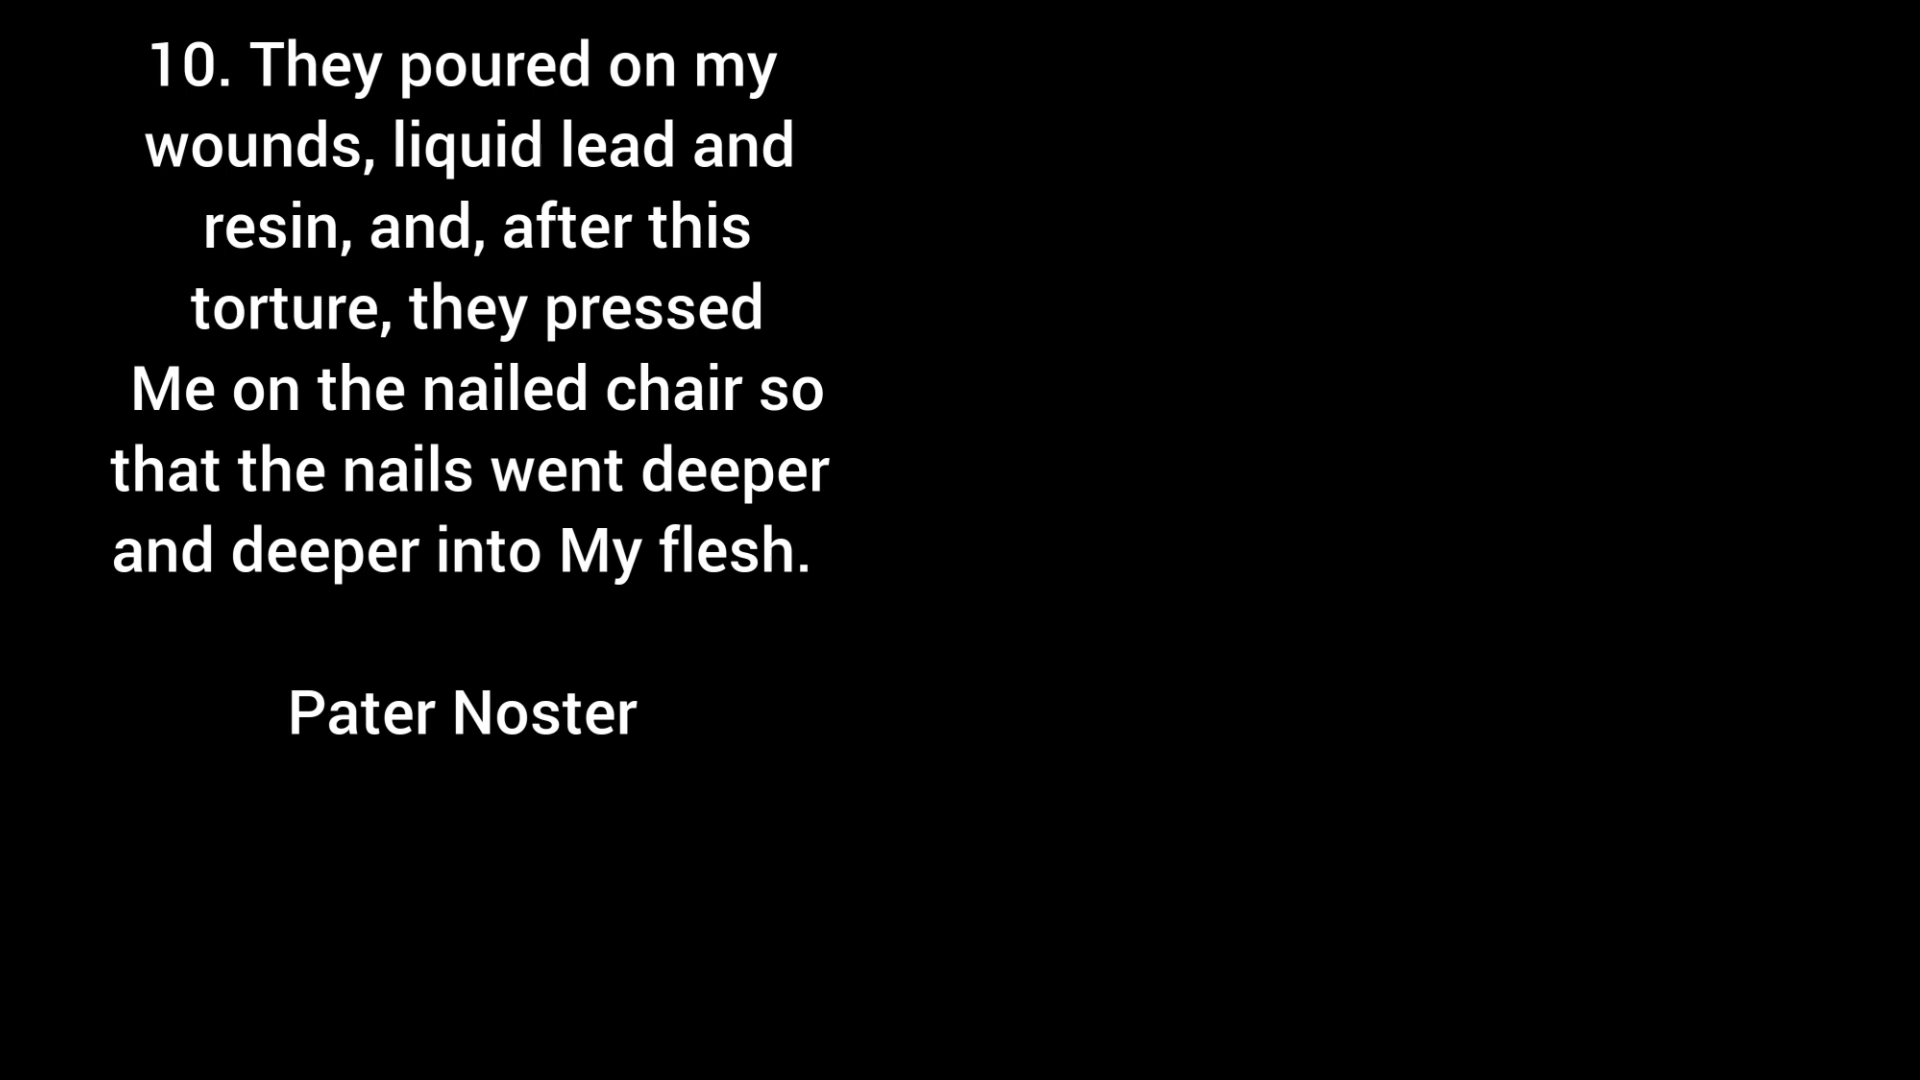 10. They poured on my
wounds, liquid lead and
resin, and, after this
torture, they pressed
Me on the nailed chair so
that the nails went deeper
and deeper into My flesh.
Pater Noster